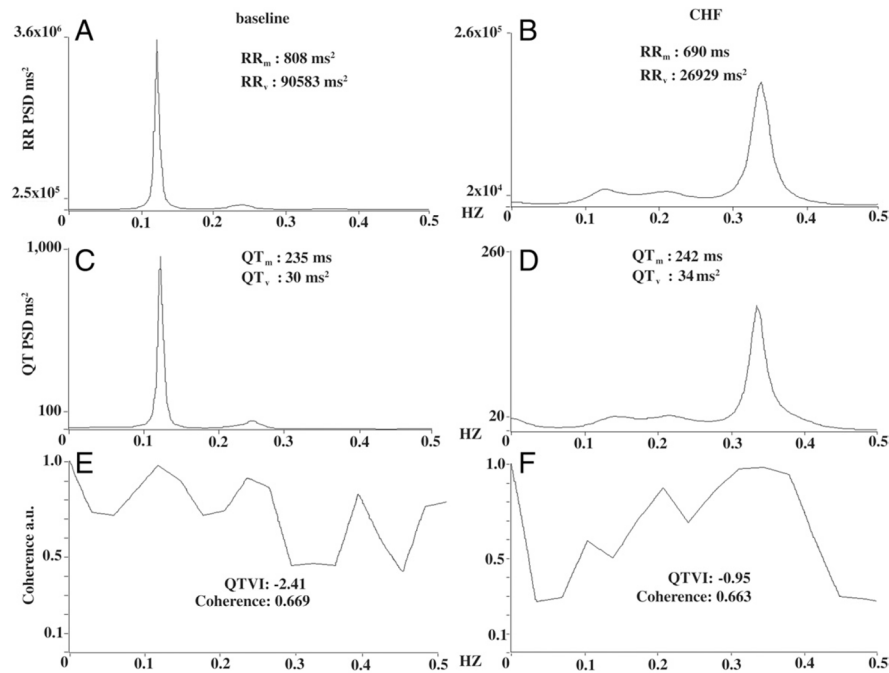 baseline
CHF
A
3.6x10⁶
RRₘ : 808 ms²
RRᵥ : 90583 ms²
RR PSD ms²
2.5x10⁵
0 0.1 0.2 0.3 0.4 0.5
B
2.6x10⁵
RRₘ : 690 ms
RRᵥ : 26929 ms²
2x10⁴
HZ 0 0.1 0.2 0.3 0.4 0.5
C
1,000
QTₘ : 235 ms
QTᵥ : 30 ms²
QT PSD ms²
100
0 0.1 0.2 0.3 0.4 0.5
D
260
QTₘ : 242 ms
QTᵥ : 34 ms²
20
HZ 0 0.1 0.2 0.3 0.4 0.5
E
1.0
Coherence a.u.
0.5
QTVI: -2.41
Coherence: 0.669
0.1
0 0.1 0.2 0.3 0.4 0.5
F
1.0
0.5
QTVI: -0.95
Coherence: 0.663
0.1
HZ 0 0.1 0.2 0.3 0.4 0.5